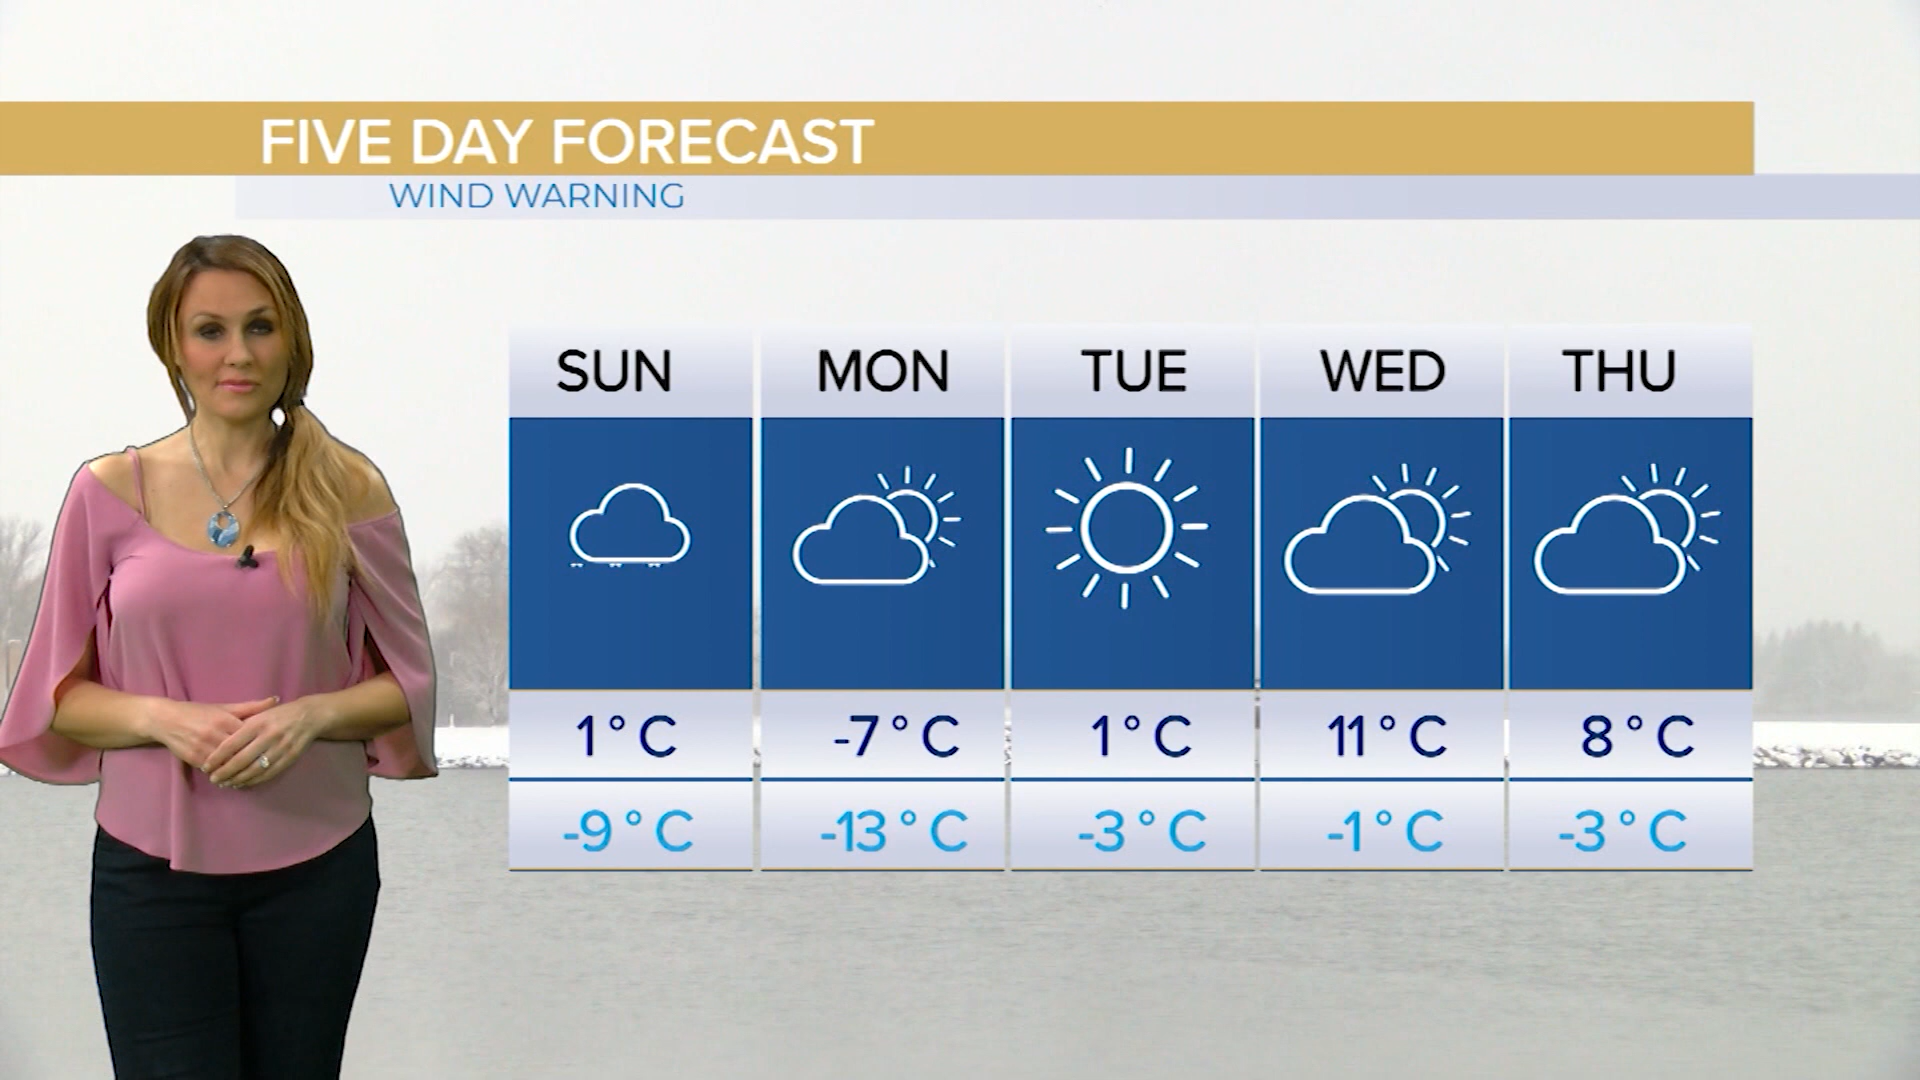 FIVE DAY FORECAST
WIND WARNING
SUN MON TUE WED THU
1°C -7°C 1°C 11°C 8°C
-9°C -13°C -3°C -1°C -3°C